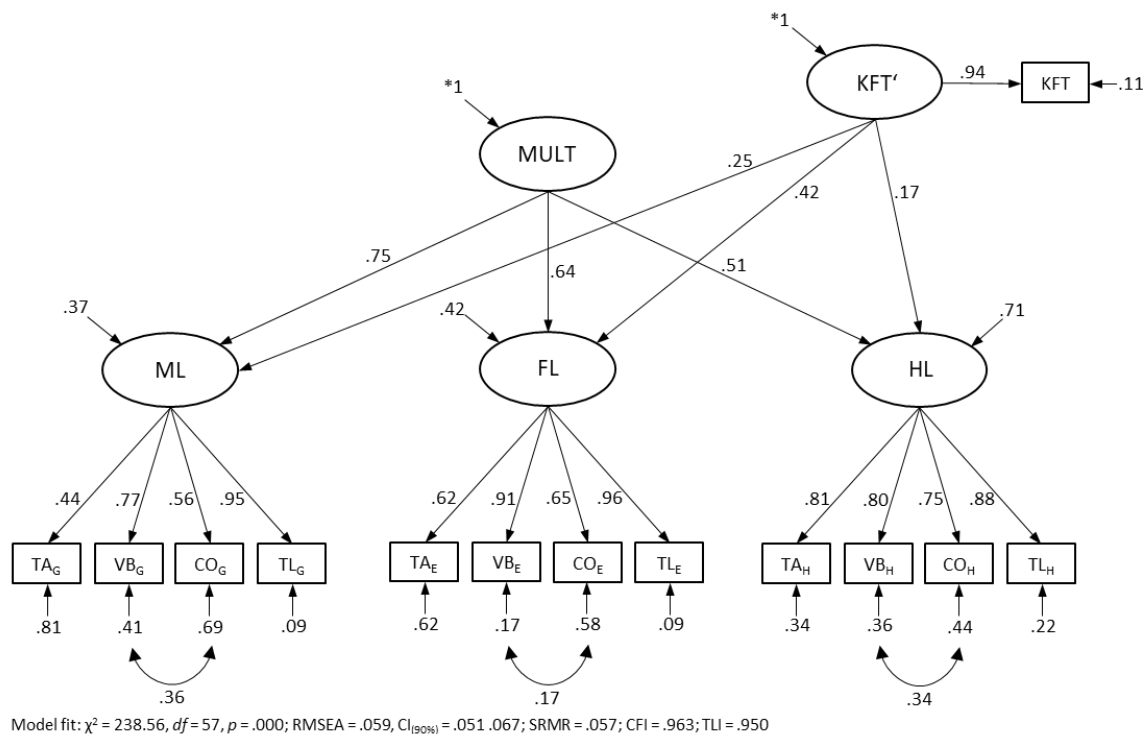 *1
KFT‘
.94
KFT
.11
*1
MULT
.25
.42
.17
.75
.64
.51
.37
.42
.71
ML
FL
HL
.44
.77
.56
.95
.62
.91
.65
.96
.81
.80
.75
.88
TAG
VBG
COG
TLG
TAE
VBE
COE
TLE
TAH
VBH
COH
TLH
.81
.41
.69
.09
.62
.17
.58
.09
.34
.36
.44
.22
.36
.17
.34
Model fit: χ² = 238.56, df = 57, p = .000; RMSEA = .059, CI(90%) = .051 .067; SRMR = .057; CFI = .963; TLI = .950